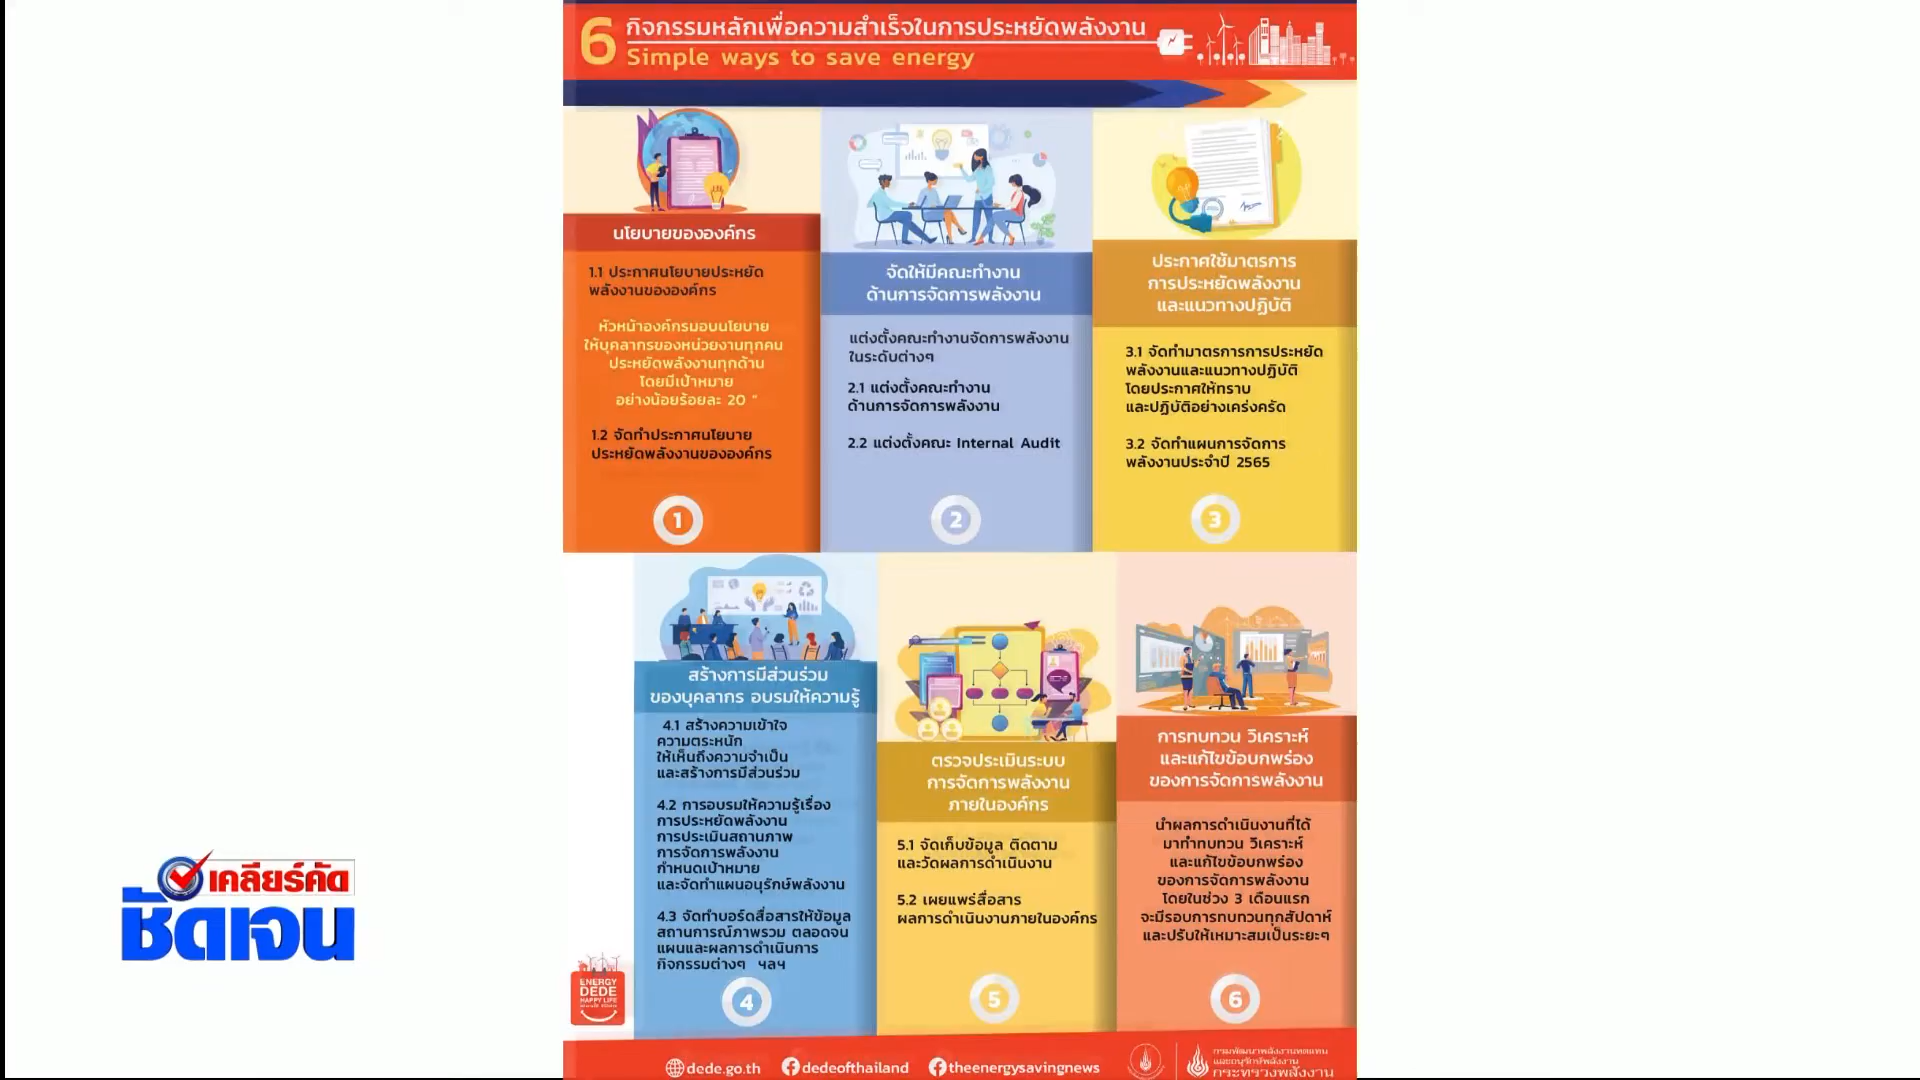 6
กิจกรรมหลักเพื่อความสำเร็จในการประหยัดพลังงาน
Simple ways to save energy
นโยบายขององค์กร
1.1 ประกาศนโยบายประหยัด
พลังงานขององค์กร
หัวหน้าองค์กรมอบนโยบาย
ให้บุคลากรของหน่วยงานทุกคน
ประหยัดพลังงานทุกด้าน
โดยมีเป้าหมาย
อย่างน้อยร้อยละ 20 "
1.2 จัดทำประกาศนโยบาย
ประหยัดพลังงานขององค์กร
1
จัดให้มีคณะทำงาน
ด้านการจัดการพลังงาน
แต่งตั้งคณะทำงานจัดการพลังงาน
ในระดับต่างๆ
2.1 แต่งตั้งคณะทำงาน
ด้านการจัดการพลังงาน
2.2 แต่งตั้งคณะ Internal Audit
2
ประกาศใช้มาตรการ
การประหยัดพลังงาน
และแนวทางปฏิบัติ
3.1 จัดทำมาตรการการประหยัด
พลังงานและแนวทางปฏิบัติ
โดยประกาศให้ทราบ
และปฏิบัติอย่างเคร่งครัด
3.2 จัดทำแผนการจัดการ
พลังงานประจำปี 2565
3
สร้างการมีส่วนร่วม
ของบุคลากร อบรมให้ความรู้
4.1 สร้างความเข้าใจ
ความตระหนัก
ให้เห็นถึงความจำเป็น
และสร้างการมีส่วนร่วม
4.2 การอบรมให้ความรู้เรื่อง
การประหยัดพลังงาน
การประเมินสถานภาพ
การจัดการพลังงาน
กำหนดเป้าหมาย
และจัดทำแผนอนุรักษ์พลังงาน
4.3 จัดทำบอร์ดสื่อสารให้ข้อมูล
สถานการณ์ภาพรวม ตลอดจน
แผนและผลการดำเนินการ
กิจกรรมต่างๆ ฯลฯ
4
ตรวจประเมินระบบ
การจัดการพลังงาน
ภายในองค์กร
5.1 จัดเก็บข้อมูล ติดตาม
และวัดผลการดำเนินงาน
5.2 เผยแพร่สื่อสาร
ผลการดำเนินงานภายในองค์กร
5
การทบทวน วิเคราะห์
และแก้ไขข้อบกพร่อง
ของการจัดการพลังงาน
นำผลการดำเนินงานที่ได้
มาทำทบทวน วิเคราะห์
และแก้ไขข้อบกพร่อง
ของการจัดการพลังงาน
โดยในช่วง 3 เดือนแรก
จะมีรอบการทบทวนทุกสัปดาห์
และปรับให้เหมาะสมเป็นระยะๆ
6
เคลียร์คัด
ชัดเจน
ENERGY
DEDE
HAPPY LIFE
dede.go.th
dedeofthailand
theenergysavingnews
กรมพัฒนาพลังงานทดแทน
และอนุรักษ์พลังงาน
กระทรวงพลังงาน